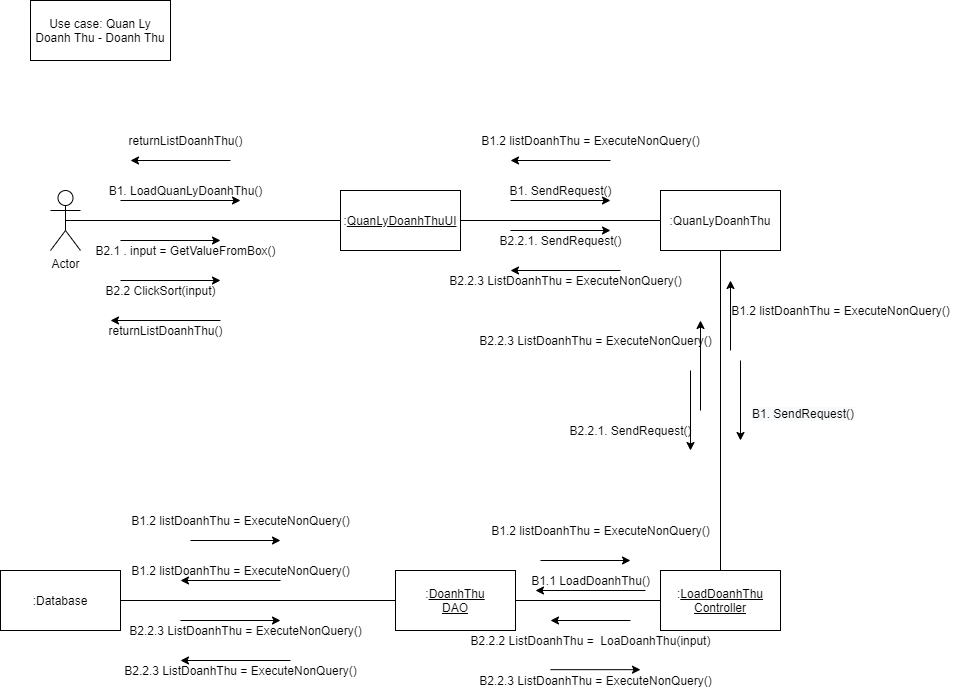 Use case: Quan Ly
Doanh Thu - Doanh Thu
returnListDoanhThu()
B1.2 listDoanhThu = ExecuteNonQuery()
B1. LoadQuanLyDoanhThu()
B1. SendRequest()
:QuanLyDoanhThuUI
:QuanLyDoanhThu
Actor
B2.1 . input = GetValueFromBox()
B2.2.1. SendRequest()
B2.2 ClickSort(input)
B2.2.3 ListDoanhThu = ExecuteNonQuery()
returnListDoanhThu()
B1.2 listDoanhThu = ExecuteNonQuery()
B2.2.3 ListDoanhThu = ExecuteNonQuery()
B1. SendRequest()
B2.2.1. SendRequest()
B1.2 listDoanhThu = ExecuteNonQuery()
B1.2 listDoanhThu = ExecuteNonQuery()
B1.2 listDoanhThu = ExecuteNonQuery()
B1.1 LoadDoanhThu()
:Database
:DoanhThu
DAO
:LoadDoanhThu
Controller
B2.2.3 ListDoanhThu = ExecuteNonQuery()
B2.2.2 ListDoanhThu = LoaDoanhThu(input)
B2.2.3 ListDoanhThu = ExecuteNonQuery()
B2.2.3 ListDoanhThu = ExecuteNonQuery()